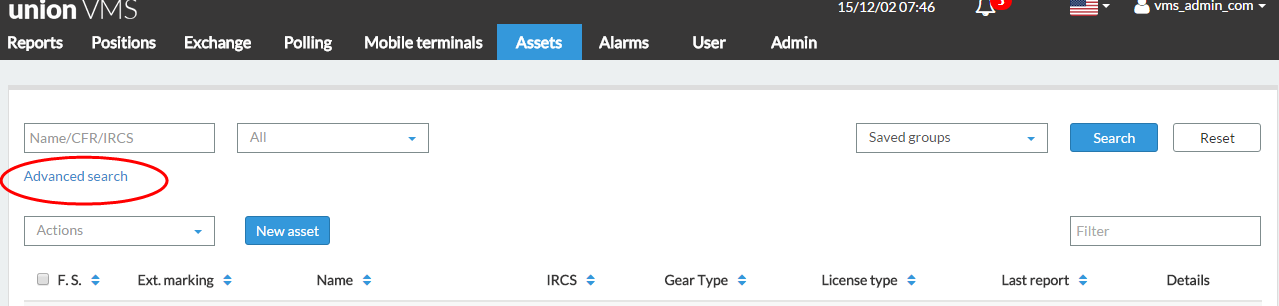 union VMS 15/12/02 07:46 3 vms_admin_com
Reports Positions Exchange Polling Mobile terminals Assets Alarms User Admin
Name/CFR/IRCS All Saved groups Search Reset
Advanced search
Actions New asset Filter
F. S. Ext. marking Name IRCS Gear Type License type Last report Details